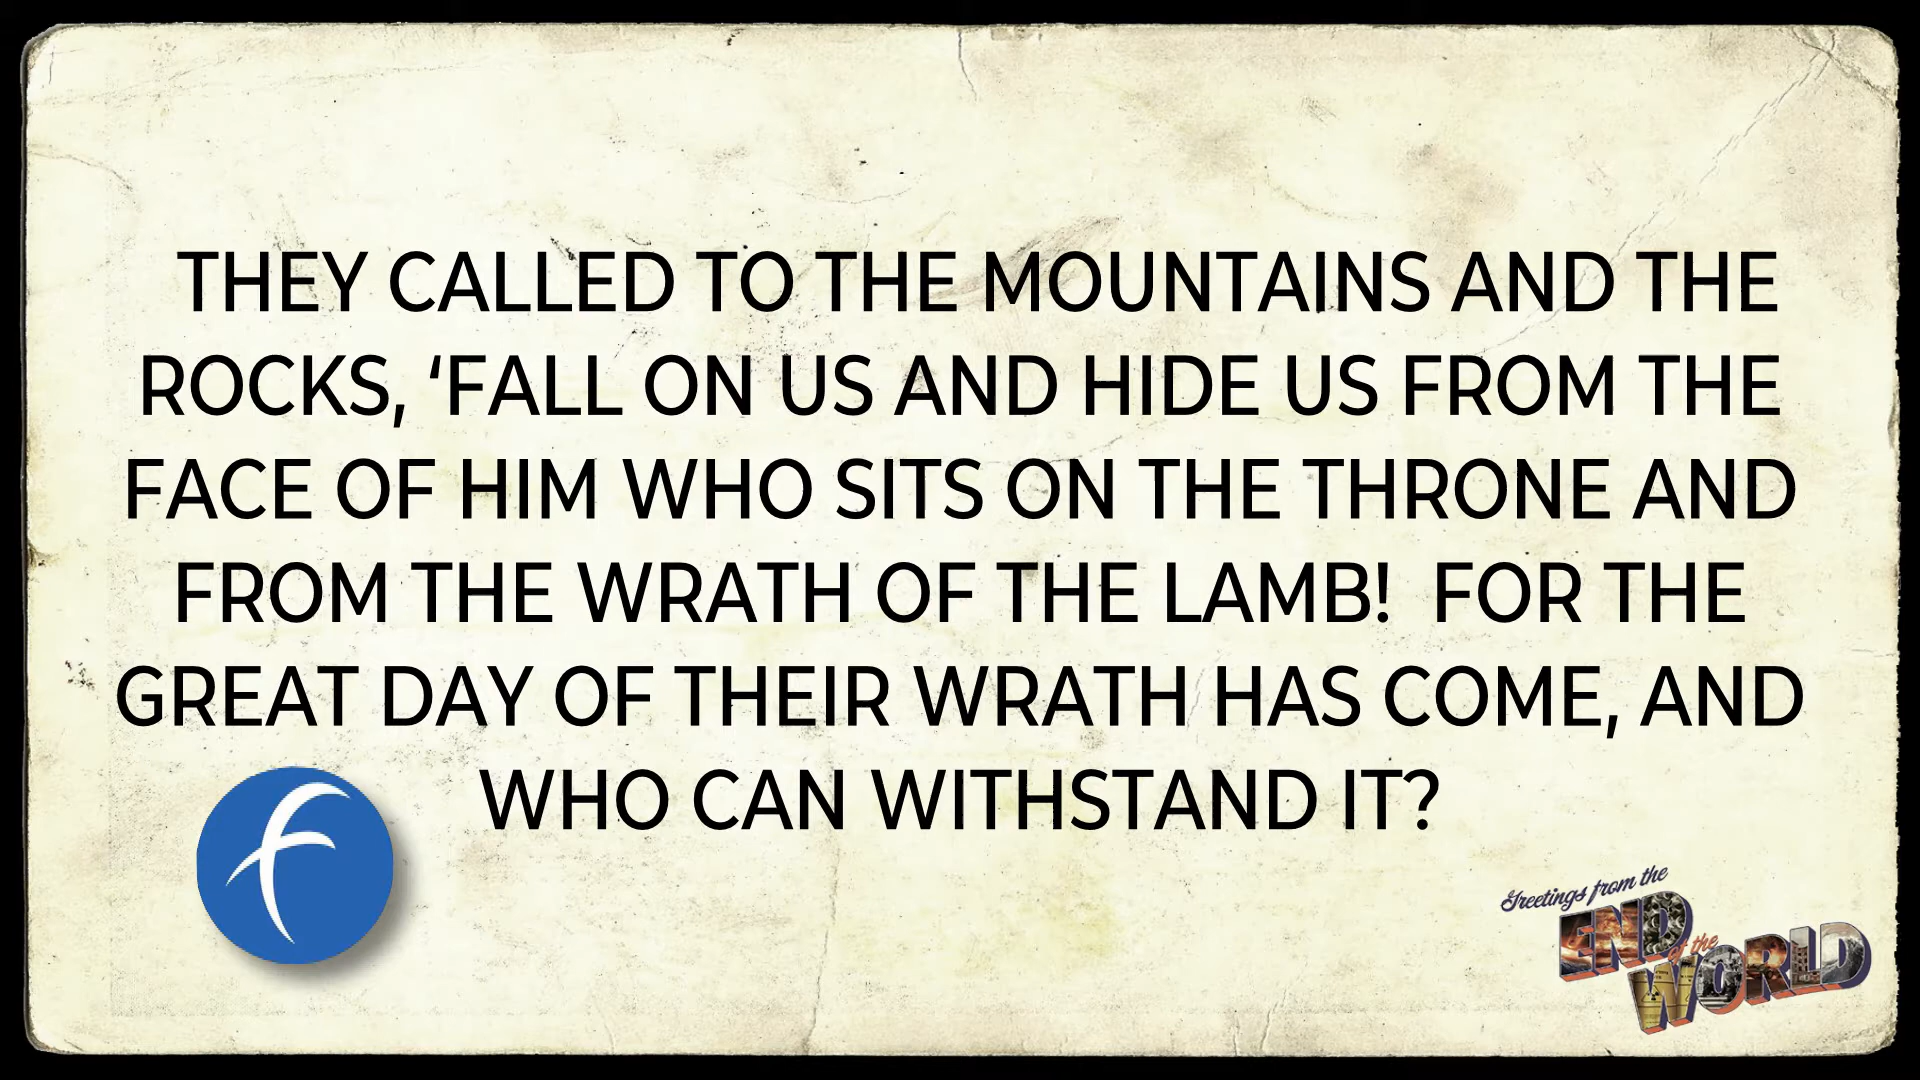 THEY CALLED TO THE MOUNTAINS AND THE
ROCKS, ‘FALL ON US AND HIDE US FROM THE
FACE OF HIM WHO SITS ON THE THRONE AND
FROM THE WRATH OF THE LAMB!  FOR THE
GREAT DAY OF THEIR WRATH HAS COME, AND
WHO CAN WITHSTAND IT?
Greetings from the
END of the
WORLD